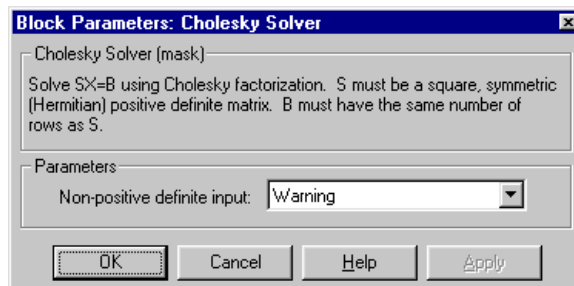 Block Parameters: Cholesky Solver
Cholesky Solver (mask)
Solve SX=B using Cholesky factorization. S must be a square, symmetric
(Hermitian) positive definite matrix. B must have the same number of
rows as S.
Parameters
Non-positive definite input: Warning
OK Cancel Help Apply